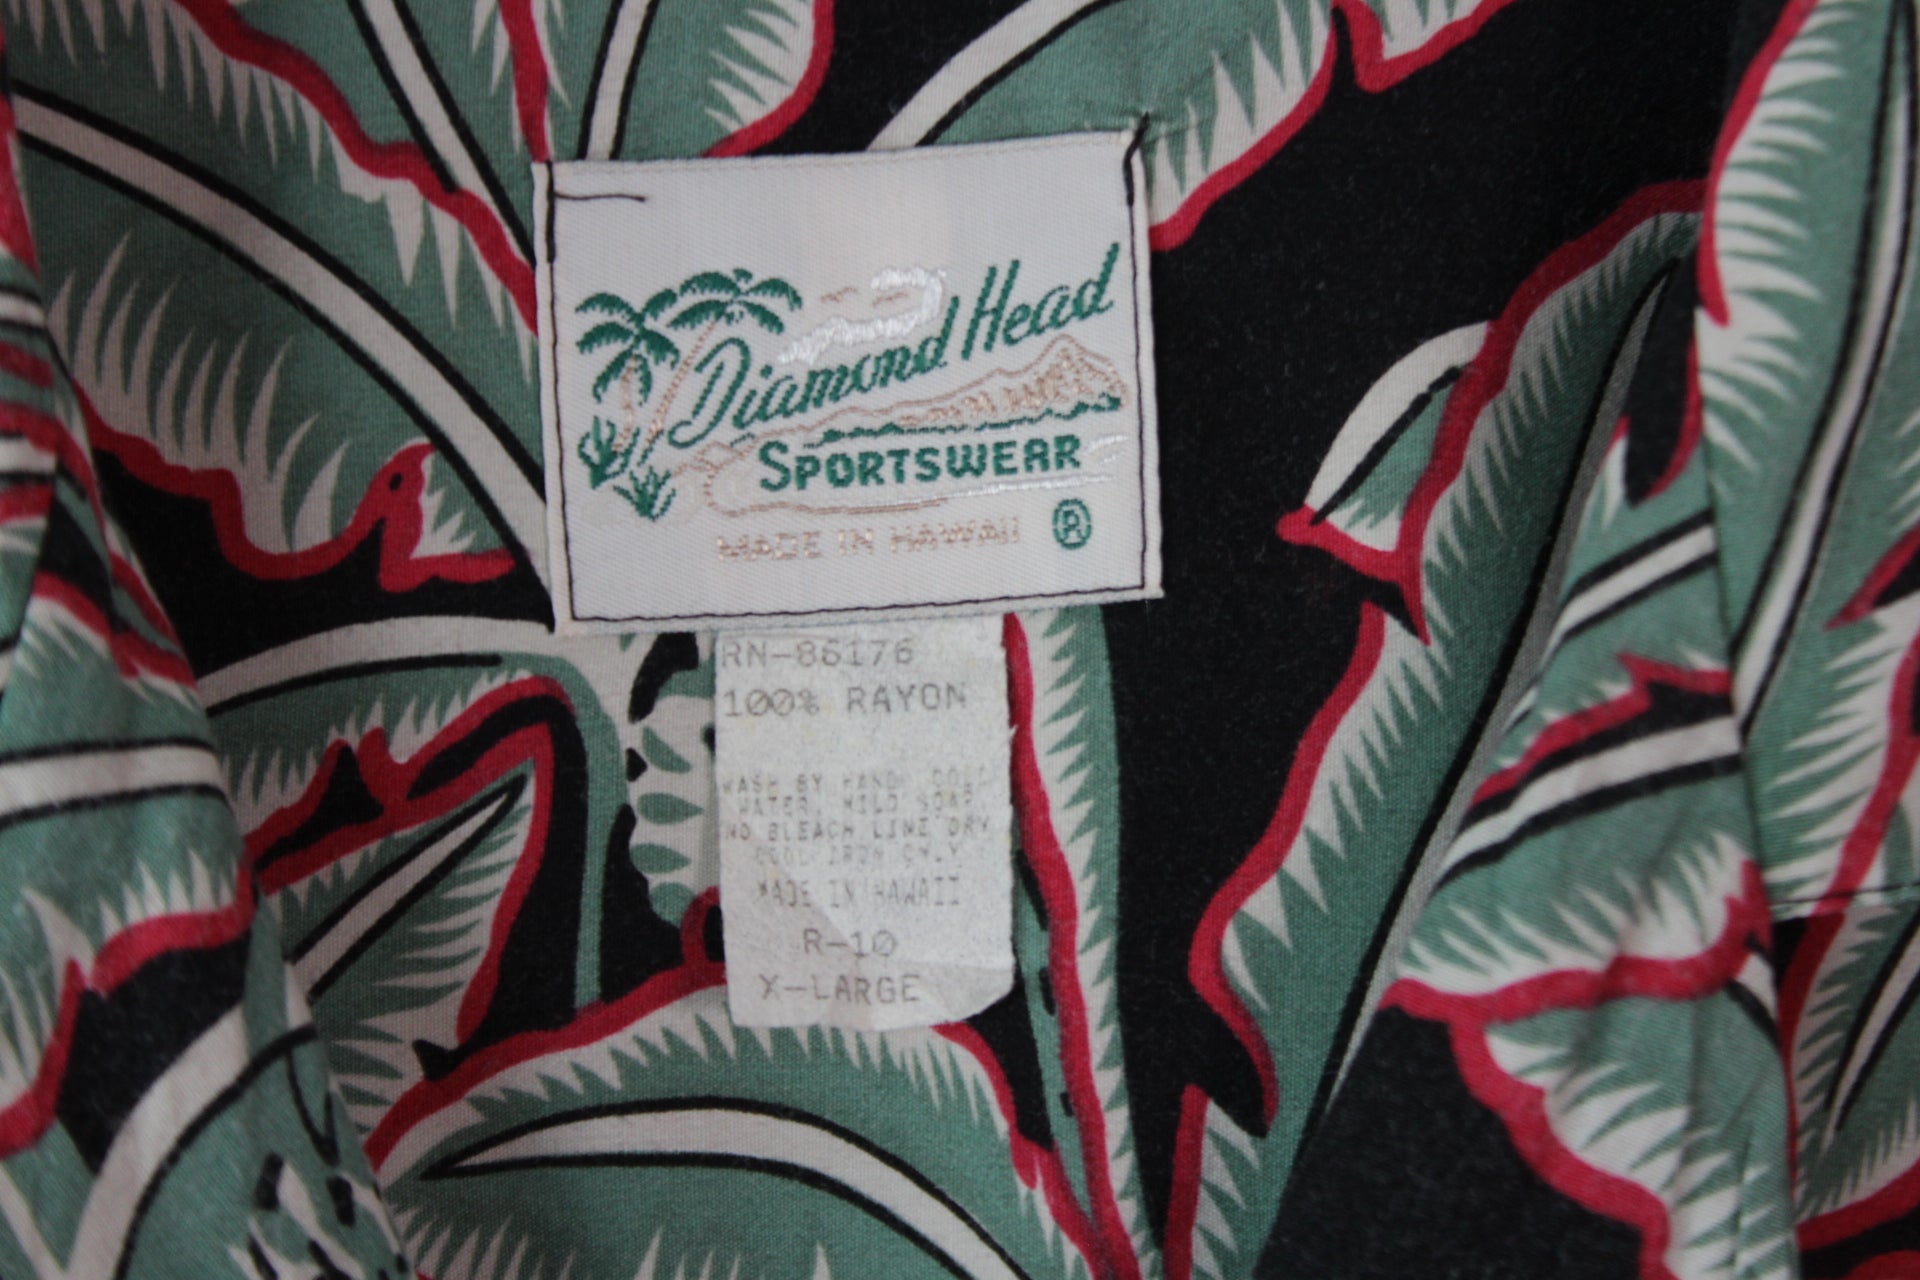 Diamond Head
SPORTSWEAR
MADE IN HAWAII ®
RN-86176
100% RAYON
WASH BY HAND COLD
WATER, MILD SOAP
NO BLEACH LINE DRY
COOL IRON ONLY
MADE IN HAWAII
R-10
X-LARGE